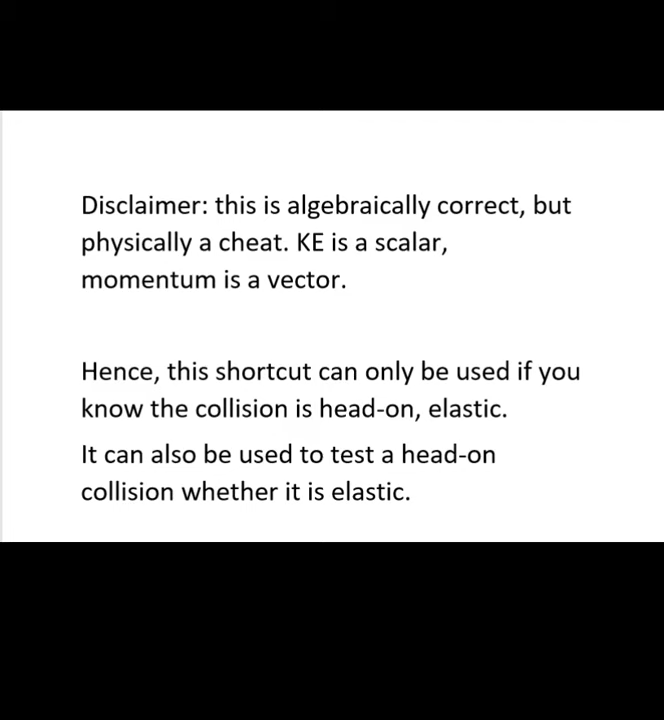 Disclaimer: this is algebraically correct, but
physically a cheat. KE is a scalar,
momentum is a vector.
Hence, this shortcut can only be used if you
know the collision is head-on, elastic.
It can also be used to test a head-on
collision whether it is elastic.